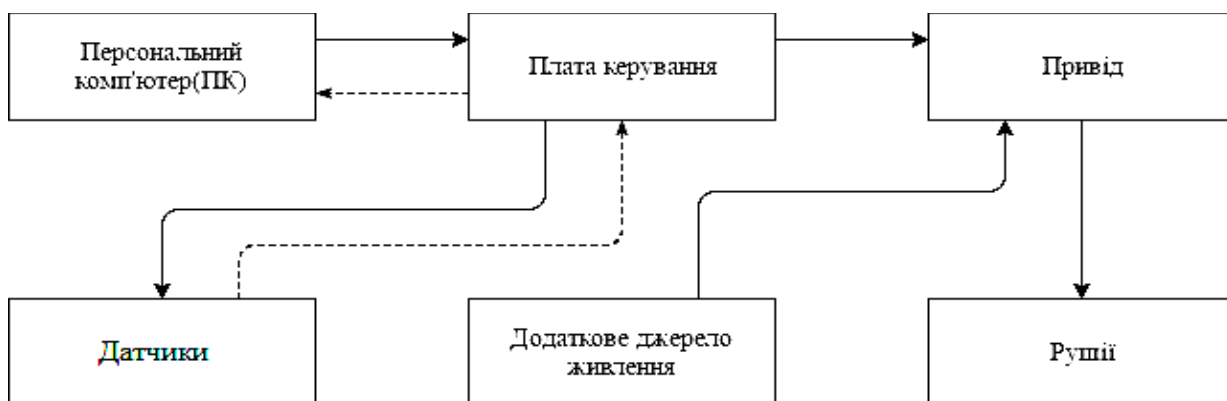 Персональний
комп'ютер(ПК)
Плата керування
Привід
Датчики
Додаткове джерело
живлення
Рушії